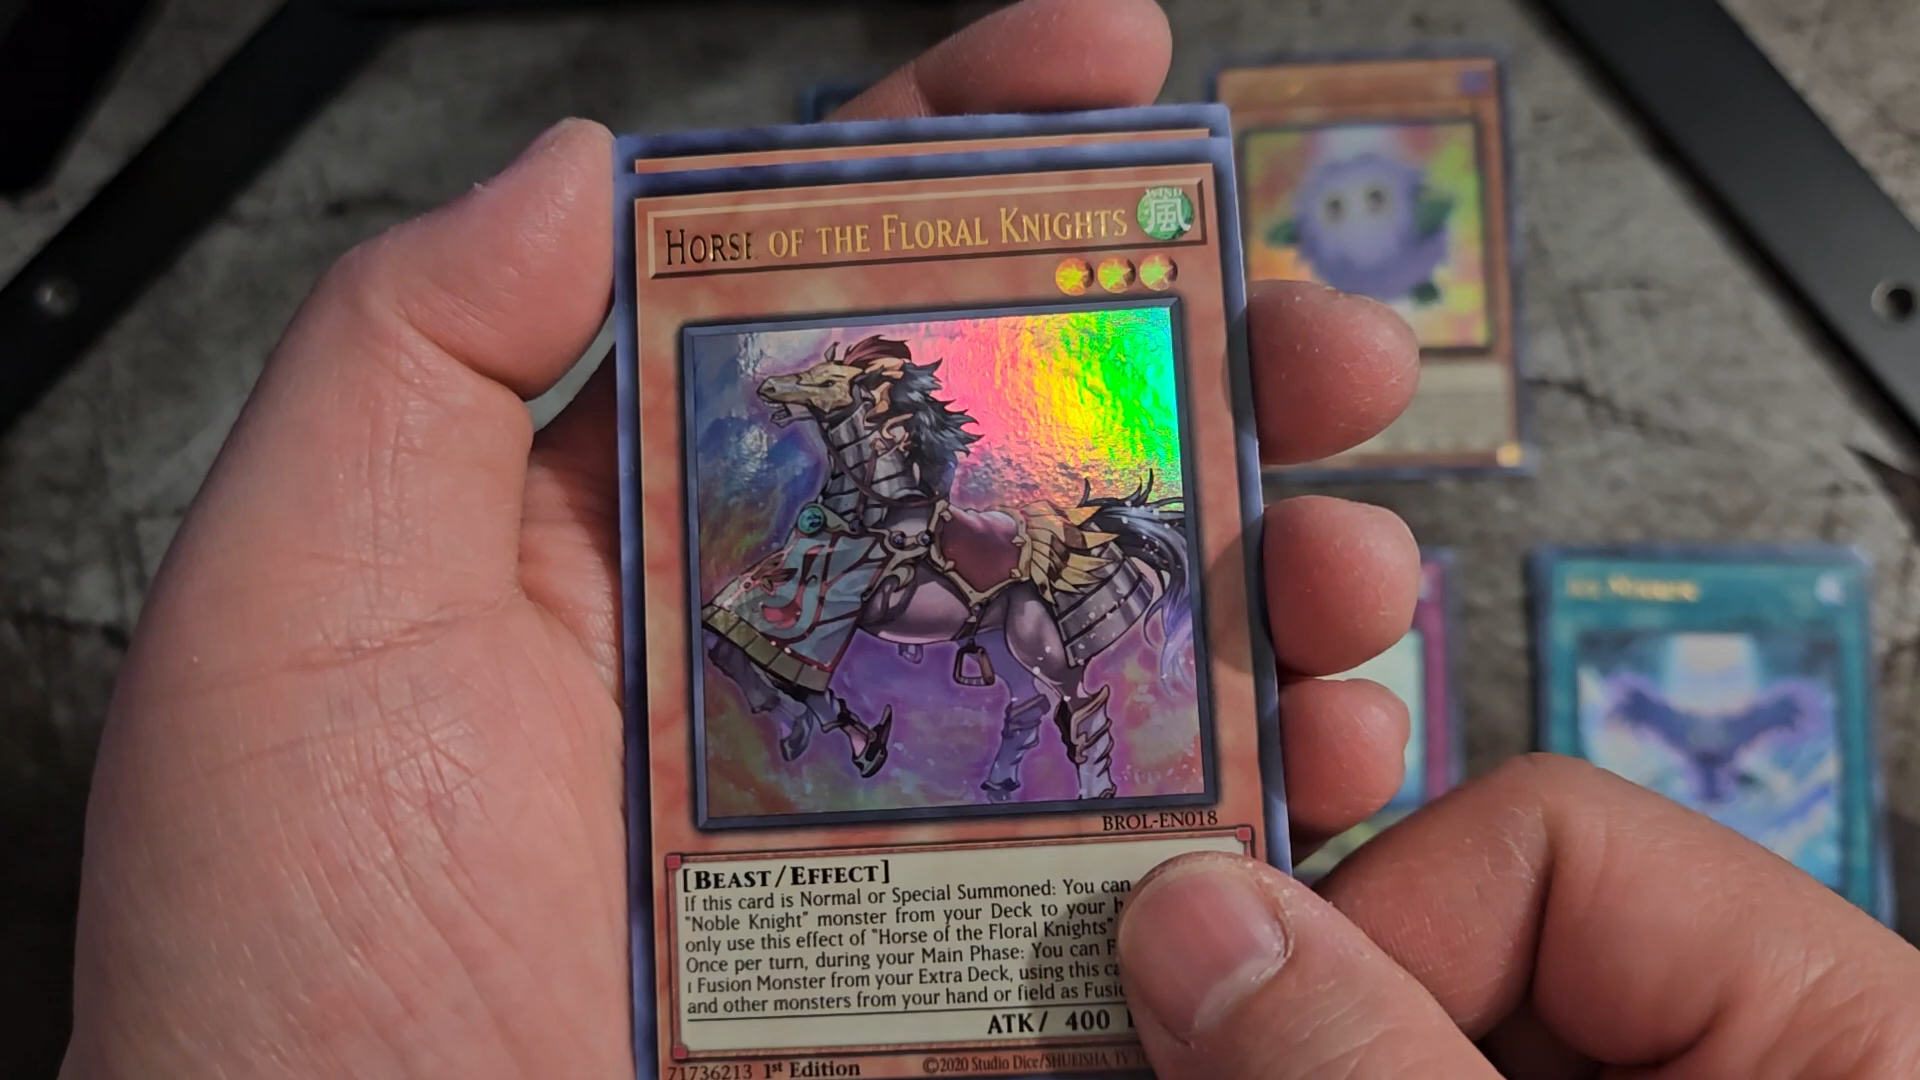 HORSE OF THE FLORAL KNIGHTS
WIND
風
BROL-EN018
[BEAST/EFFECT]
If this card is Normal or Special Summoned: You can
"Noble Knight" monster from your Deck to your
only use this effect of "Horse of the Floral Knights"
Once per turn, during your Main Phase: You can
1 Fusion Monster from your Extra Deck, using this
and other monsters from your hand or field as
ATK/ 400
71736213 1st Edition
©2020 Studio Dice/SHUEISHA, TV